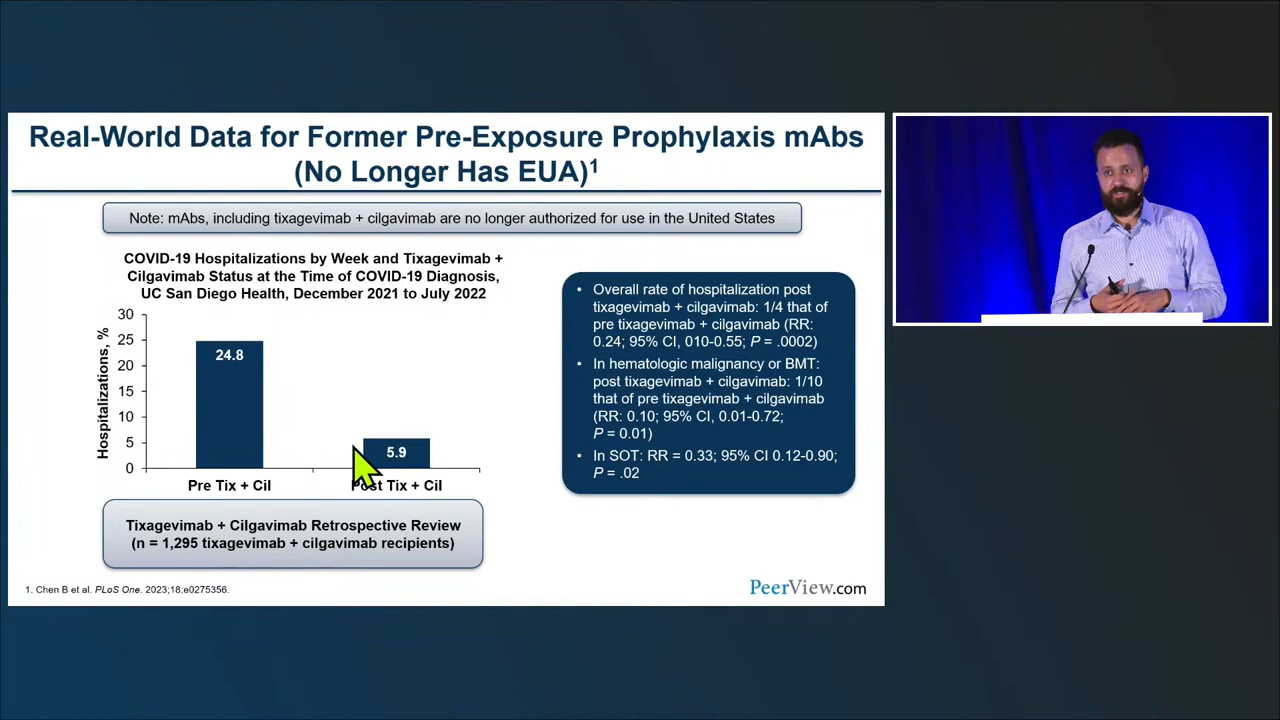 Real-World Data for Former Pre-Exposure Prophylaxis mAbs
(No Longer Has EUA)1
Note: mAbs, including tixagevimab + cilgavimab are no longer authorized for use in the United States
COVID-19 Hospitalizations by Week and Tixagevimab +
Cilgavimab Status at the Time of COVID-19 Diagnosis,
UC San Diego Health, December 2021 to July 2022
Hospitalizations, %
30
25
20
15
10
5
0
24.8
5.9
Pre Tix + Cil
Post Tix + Cil
Tixagevimab + Cilgavimab Retrospective Review
(n = 1,295 tixagevimab + cilgavimab recipients)
• Overall rate of hospitalization post
tixagevimab + cilgavimab: 1/4 that of
pre tixagevimab + cilgavimab (RR:
0.24; 95% CI, 010-0.55; P = .0002)
• In hematologic malignancy or BMT:
post tixagevimab + cilgavimab: 1/10
that of pre tixagevimab + cilgavimab
(RR: 0.10; 95% CI, 0.01-0.72;
P = 0.01)
• In SOT: RR = 0.33; 95% CI 0.12-0.90;
P = .02
1. Chen B et al. PLoS One. 2023;18:e0275356.
PeerView.com